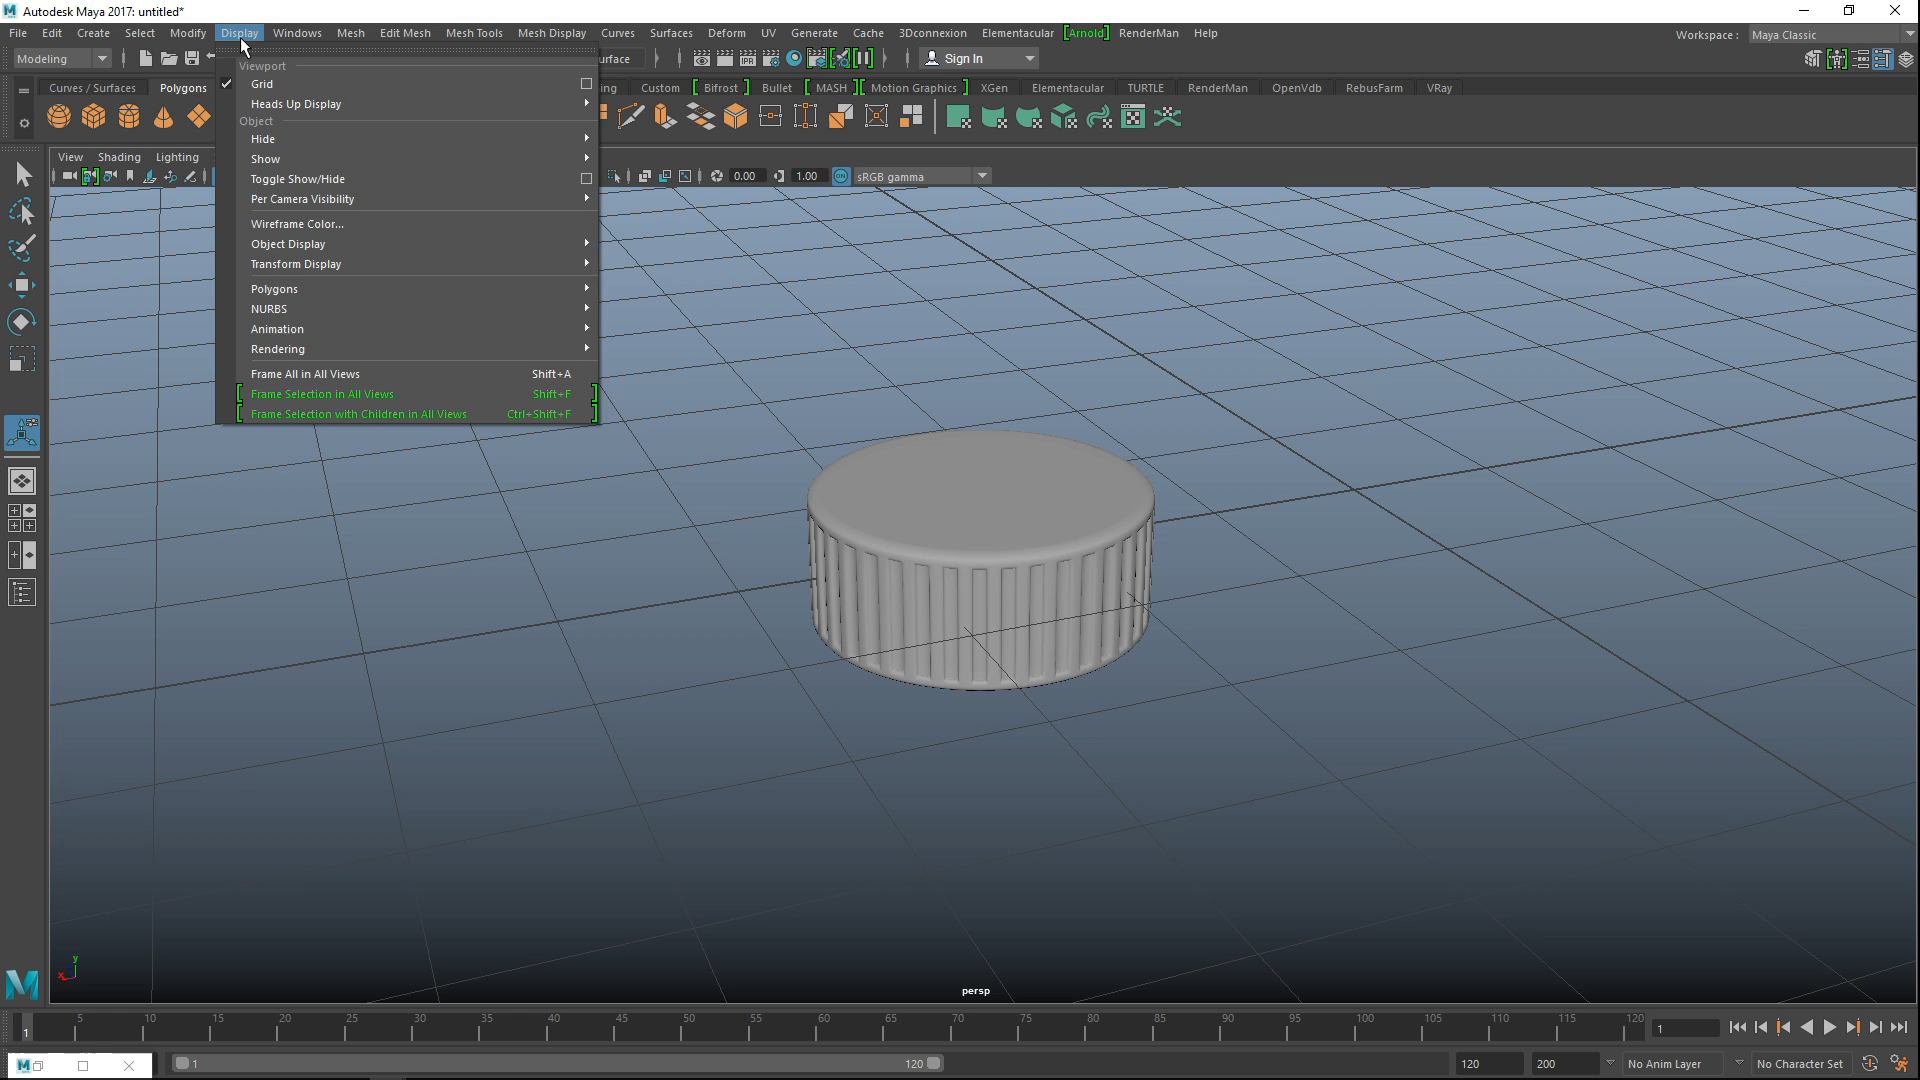 Autodesk Maya 2017: untitled*
File Edit Create Select Modify Display Windows Mesh Edit Mesh Mesh Tools Mesh Display Curves Surfaces Deform UV Generate Cache 3Dconnexion Elementacular [Arnold] RenderMan Help Workspace : Maya Classic
Modeling urface IPR Sign In
Curves / Surfaces Polygons ing Custom [ Bifrost ] Bullet [ MASH ] [ Motion Graphics ] XGen Elementacular TURTLE RenderMan OpenVdb RebusFarm VRay
View Shading Lighting
0.00 1.00 ON sRGB gamma
Viewport
Grid
Heads Up Display
Object
Hide
Show
Toggle Show/Hide
Per Camera Visibility
Wireframe Color...
Object Display
Transform Display
Polygons
NURBS
Animation
Rendering
Frame All in All Views Shift+A
[ Frame Selection in All Views Shift+F ]
[ Frame Selection with Children in All Views Ctrl+Shift+F ]
y
x
persp
1 5 10 15 20 25 30 35 40 45 50 55 60 65 70 75 80 85 90 95 100 105 110 115 120 1
1 120 120 200 No Anim Layer No Character Set